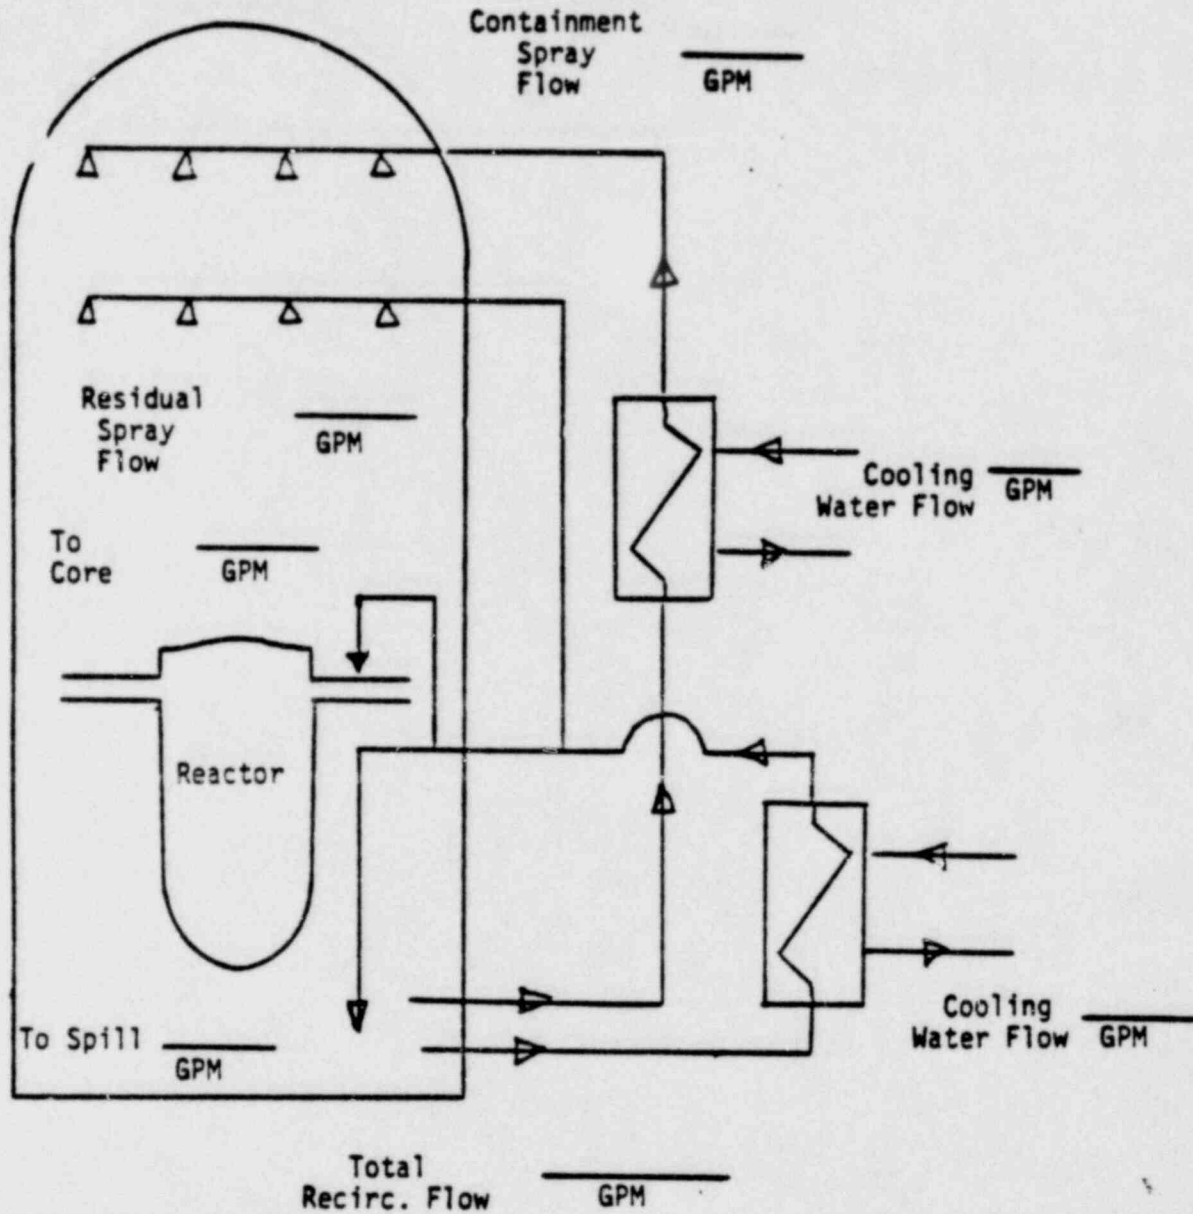 Containment
Spray
Flow
GPM
Residual
Spray
Flow
GPM
Cooling
Water Flow
GPM
To
Core
GPM
Reactor
Cooling
Water Flow
GPM
To Spill
GPM
Total
Recirc. Flow
GPM